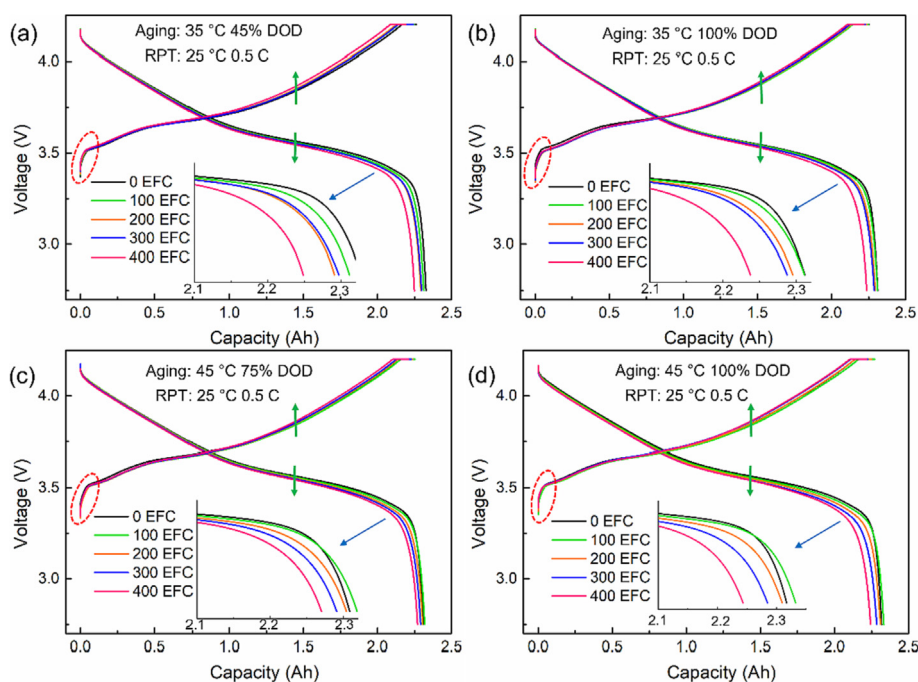 (a)
Aging: 35 °C 45% DOD
RPT: 25 °C 0.5 C
4.0
3.5
3.0
Voltage (V)
0 EFC
100 EFC
200 EFC
300 EFC
400 EFC
2.1 2.2 2.3
0.0 0.5 1.0 1.5 2.0 2.5
Capacity (Ah)
(b)
Aging: 35 °C 100% DOD
RPT: 25 °C 0.5 C
4.0
3.5
3.0
Voltage (V)
0 EFC
100 EFC
200 EFC
300 EFC
400 EFC
2.1 2.2 2.3
0.0 0.5 1.0 1.5 2.0 2.5
Capacity (Ah)
(c)
Aging: 45 °C 75% DOD
RPT: 25 °C 0.5 C
4.0
3.5
3.0
Voltage (V)
0 EFC
100 EFC
200 EFC
300 EFC
400 EFC
2.1 2.2 2.3
0.0 0.5 1.0 1.5 2.0 2.5
Capacity (Ah)
(d)
Aging: 45 °C 100% DOD
RPT: 25 °C 0.5 C
4.0
3.5
3.0
Voltage (V)
0 EFC
100 EFC
200 EFC
300 EFC
400 EFC
2.1 2.2 2.3
0.0 0.5 1.0 1.5 2.0 2.5
Capacity (Ah)